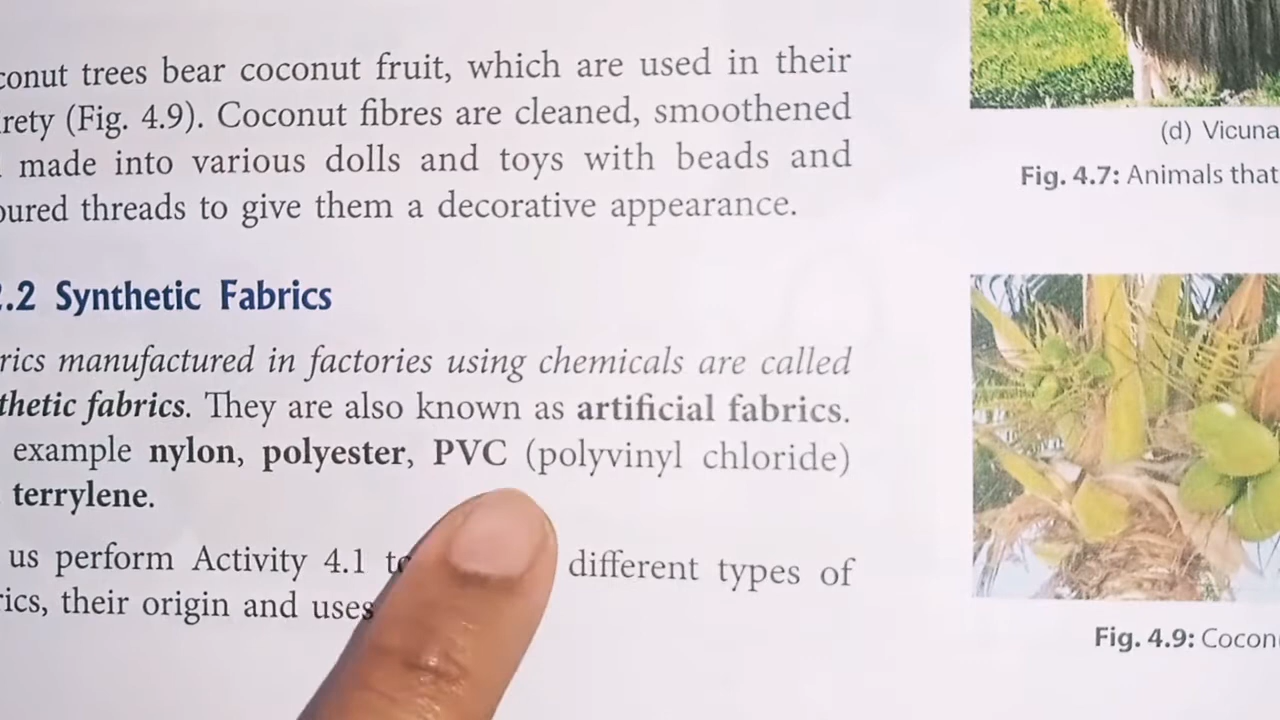 conut trees bear coconut fruit, which are used in their
rety (Fig. 4.9). Coconut fibres are cleaned, smoothened
made into various dolls and toys with beads and
oured threads to give them a decorative appearance.
.2 Synthetic Fabrics
rics manufactured in factories using chemicals are called
thetic fabrics. They are also known as artificial fabrics.
example nylon, polyester, PVC (polyvinyl chloride)
terrylene.
us perform Activity 4.1 to different types of
rics, their origin and uses
(d) Vicuna
Fig. 4.7: Animals that
Fig. 4.9: Cocon